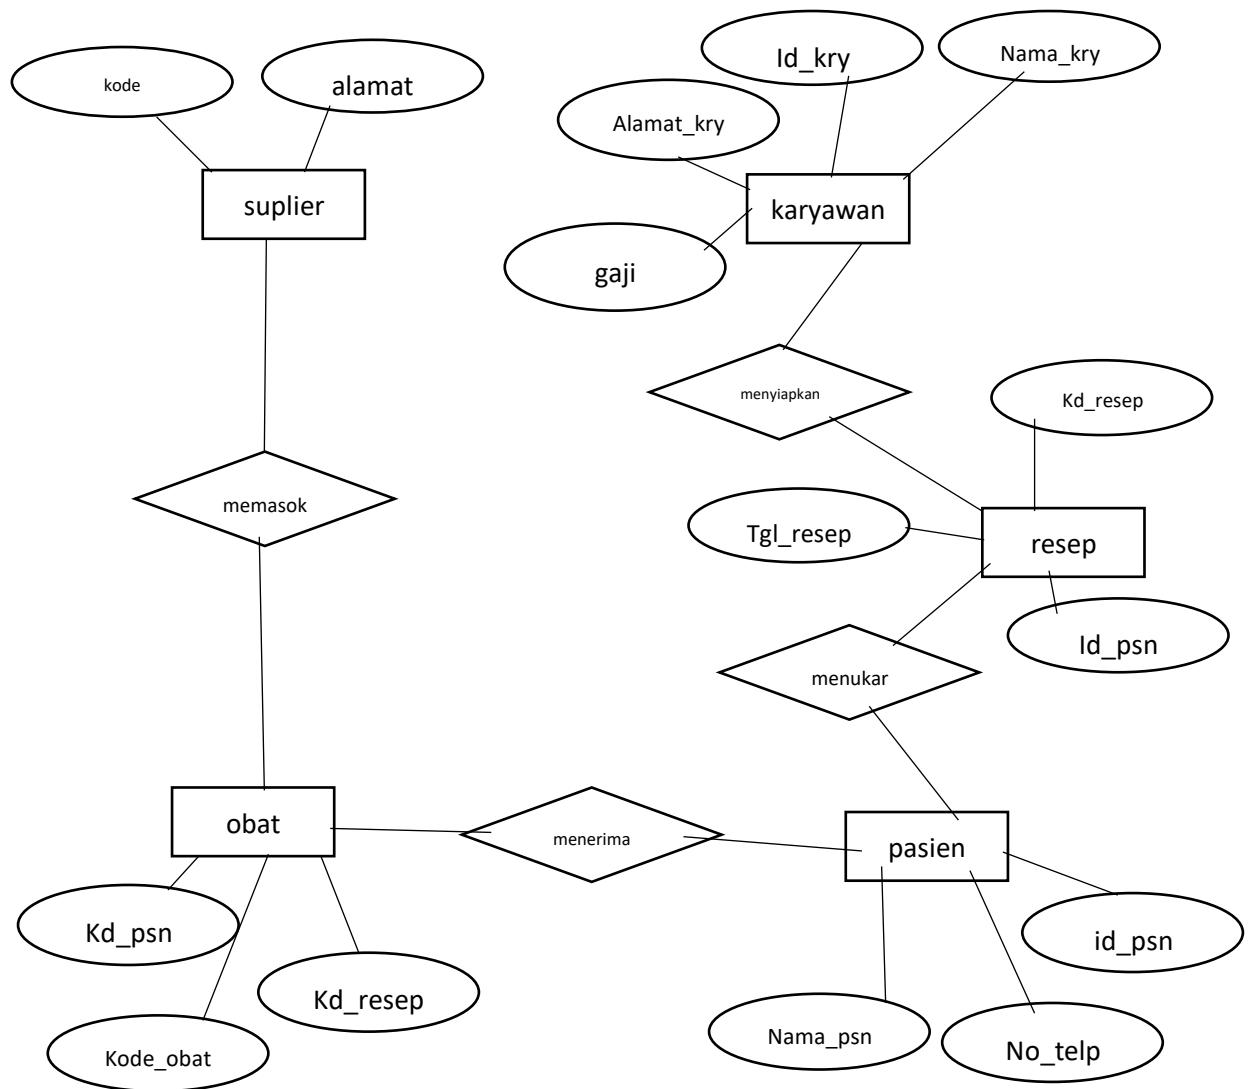 Id_kry
Nama_kry
kode
alamat
Alamat_kry
suplier
karyawan
gaji
menyiapkan
Kd_resep
memasok
Tgl_resep
resep
Id_psn
menukar
obat
menerima
pasien
Kd_psn
id_psn
Kd_resep
Nama_psn
No_telp
Kode_obat